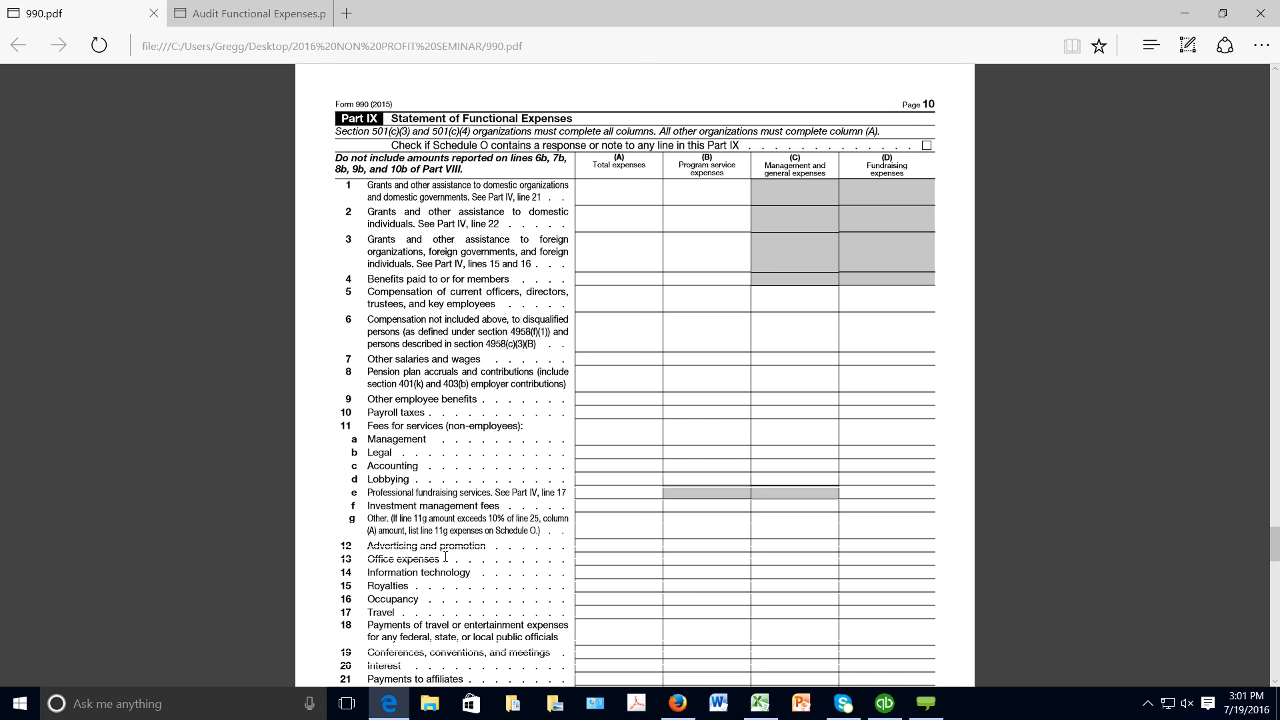 990.pdf
Audit Functional Expenses.p
file:///C:/Users/Gregg/Desktop/2016%20NON%20PROFIT%20SEMINAR/990.pdf
Form 990 (2015) Page 10
Part IX Statement of Functional Expenses
Section 501(c)(3) and 501(c)(4) organizations must complete all columns. All other organizations must complete column (A).
Check if Schedule O contains a response or note to any line in this Part IX . . . . . . . . . . . .
Do not include amounts reported on lines 6b, 7b,
8b, 9b, and 10b of Part VIII.
(A)
Total expenses
(B)
Program service
expenses
(C)
Management and
general expenses
(D)
Fundraising
expenses
1 Grants and other assistance to domestic organizations
and domestic governments. See Part IV, line 21 . .
2 Grants and other assistance to domestic
individuals. See Part IV, line 22 . . . . .
3 Grants and other assistance to foreign
organizations, foreign governments, and foreign
individuals. See Part IV, lines 15 and 16 . . .
4 Benefits paid to or for members . . . .
5 Compensation of current officers, directors,
trustees, and key employees . . . . .
6 Compensation not included above, to disqualified
persons (as defined under section 4958(f)(1)) and
persons described in section 4958(c)(3)(B) . .
7 Other salaries and wages . . . . . .
8 Pension plan accruals and contributions (include
section 401(k) and 403(b) employer contributions)
9 Other employee benefits . . . . . . .
10 Payroll taxes . . . . . . . . . . .
11 Fees for services (non-employees):
a Management . . . . . . . . . .
b Legal . . . . . . . . . . . . .
c Accounting . . . . . . . . . . .
d Lobbying . . . . . . . . . . . .
e Professional fundraising services. See Part IV, line 17
f Investment management fees . . . . .
g Other. (If line 11g amount exceeds 10% of line 25, column
(A) amount, list line 11g expenses on Schedule O.) . .
12 Advertising and promotion . . . . . .
13 Office expenses . . . . . . . . .
14 Information technology . . . . . . .
15 Royalties . . . . . . . . . . . .
16 Occupancy . . . . . . . . . . .
17 Travel . . . . . . . . . . . . .
18 Payments of travel or entertainment expenses
for any federal, state, or local public officials
19 Conferences, conventions, and meetings .
20 Interest . . . . . . . . . . . .
21 Payments to affiliates . . . . . . . .
Ask me anything
3:01 PM
7/19/2016